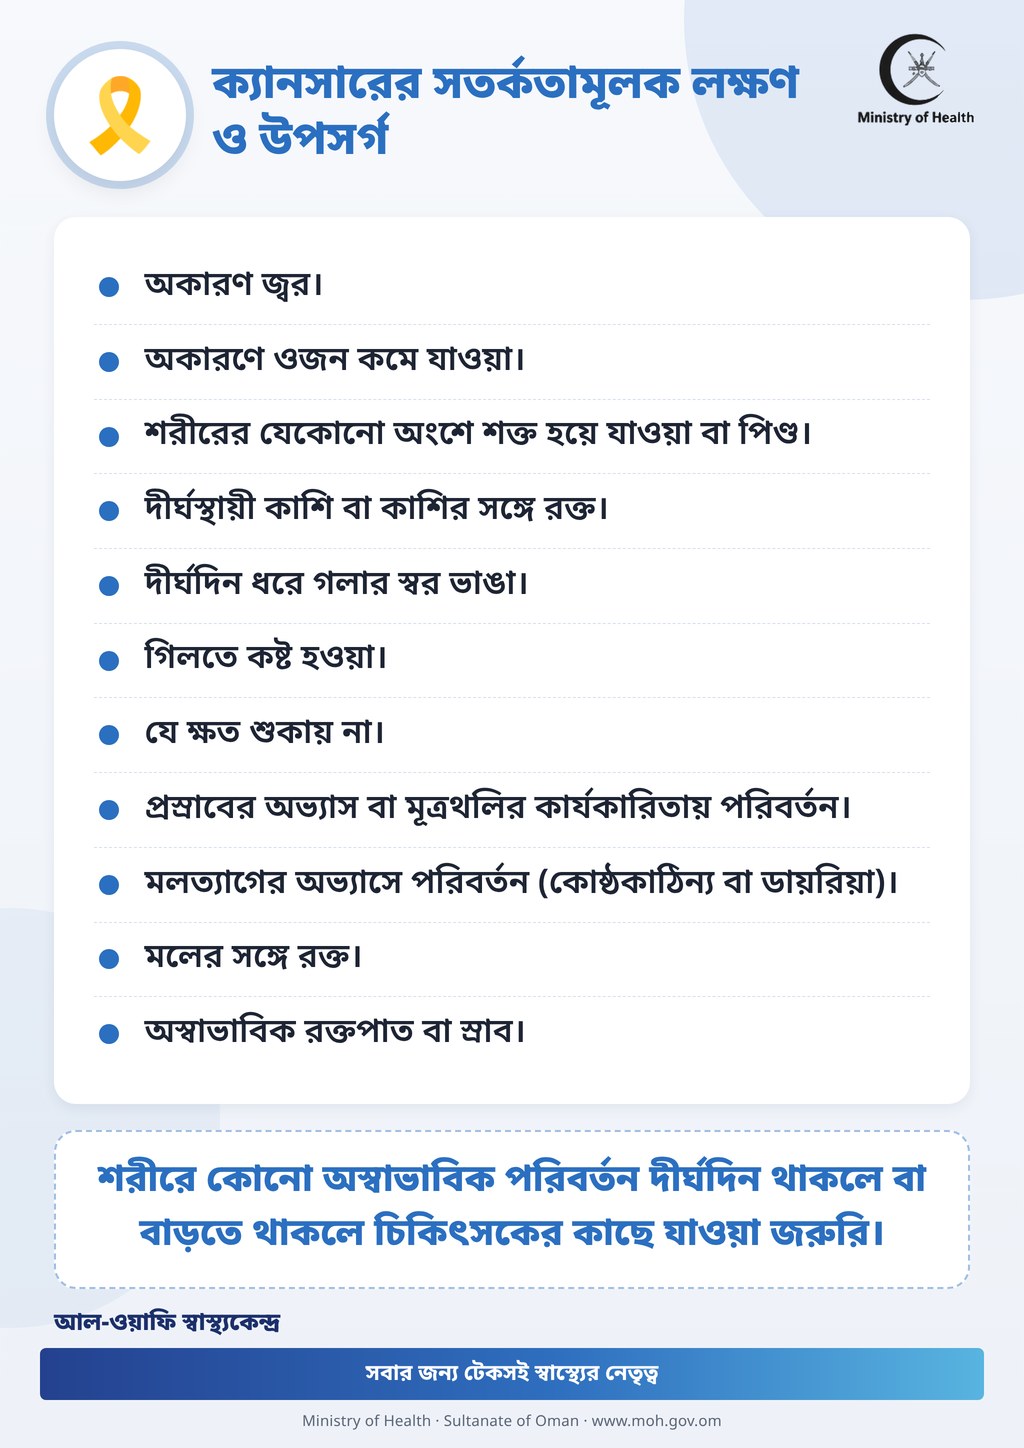 ক্যানসারের সতর্কতামূলক লক্ষণ
ও উপসর্গ
Ministry of Health
অকারণ জ্বর।
অকারণে ওজন কমে যাওয়া।
শরীরের যেকোনো অংশে শক্ত হয়ে যাওয়া বা পিণ্ড।
দীর্ঘস্থায়ী কাশি বা কাশির সঙ্গে রক্ত।
দীর্ঘদিন ধরে গলার স্বর ভাঙা।
গিলতে কষ্ট হওয়া।
যে ক্ষত শুকায় না।
প্রস্রাবের অভ্যাস বা মূত্রথলির কার্যকারিতায় পরিবর্তন।
মলত্যাগের অভ্যাসে পরিবর্তন (কোষ্ঠকাঠিন্য বা ডায়রিয়া)।
মলের সঙ্গে রক্ত।
অস্বাভাবিক রক্তপাত বা স্রাব।
শরীরে কোনো অস্বাভাবিক পরিবর্তন দীর্ঘদিন থাকলে বা
বাড়তে থাকলে চিকিৎসকের কাছে যাওয়া জরুরি।
আল-ওয়াফি স্বাস্থ্যকেন্দ্র
সবার জন্য টেকসই স্বাস্থ্যের নেতৃত্ব
Ministry of Health · Sultanate of Oman · www.moh.gov.om